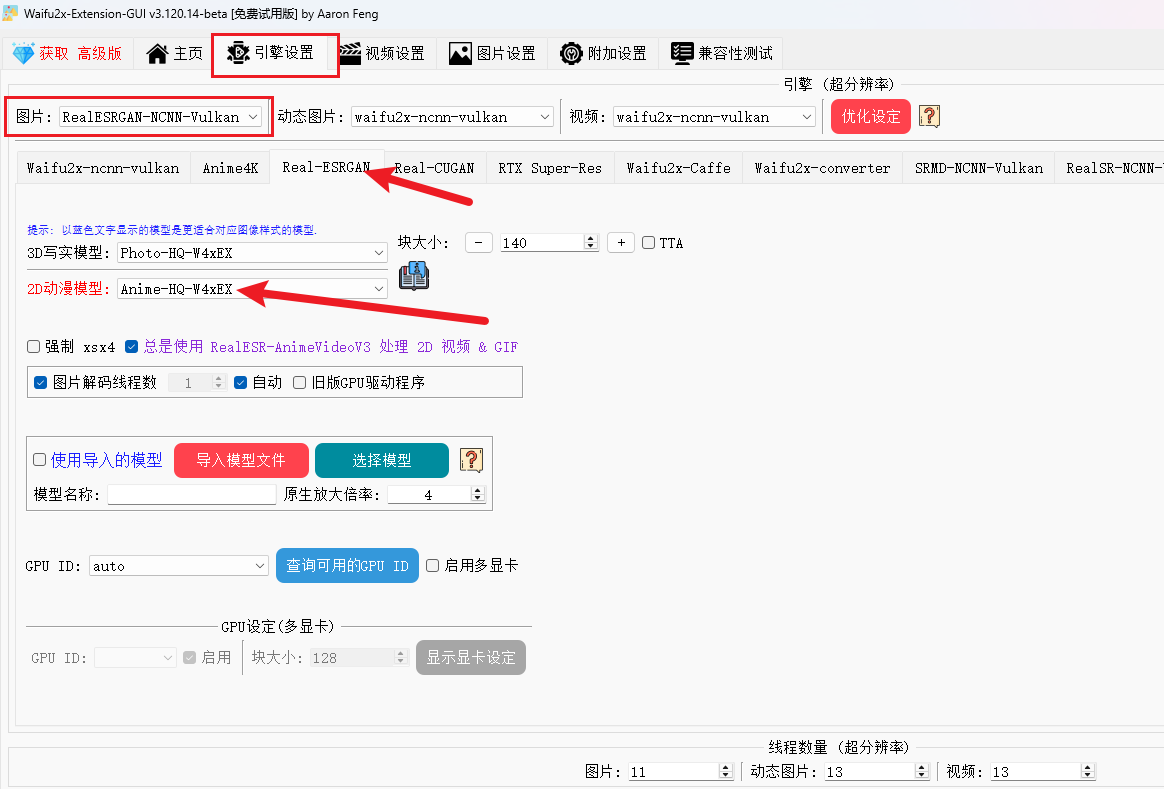 Waifu2x-Extension-GUI v3.120.14-beta [免费试用版] by Aaron Feng
获取 高级版 主页 引擎设置 视频设置 图片设置 附加设置 兼容性测试
引擎 (超分辨率)
图片: RealESRGAN-NCNN-Vulkan 动态图片: waifu2x-ncnn-vulkan 视频: waifu2x-ncnn-vulkan 优化设定
Waifu2x-ncnn-vulkan Anime4K Real-ESRGAN Real-CUGAN RTX Super-Res Waifu2x-Caffe Waifu2x-converter SRMD-NCNN-Vulkan RealSR-NCNN-
提示: 以蓝色文字显示的模型是更适合对应图像样式的模型.
3D写实模型: Photo-HQ-W4xEX 块大小: - 140 + TTA
2D动漫模型: Anime-HQ-W4xEX
强制 xsx4 总是使用 RealESR-AnimeVideoV3 处理 2D 视频 & GIF
图片解码线程数 1 自动 旧版GPU驱动程序
使用导入的模型 导入模型文件 选择模型
模型名称: 原生放大倍率: 4
GPU ID: auto 查询可用的GPU ID 启用多显卡
GPU设定(多显卡)
GPU ID: 启用 块大小: 128 显示显卡设定
线程数量 (超分辨率)
图片: 11 动态图片: 13 视频: 13